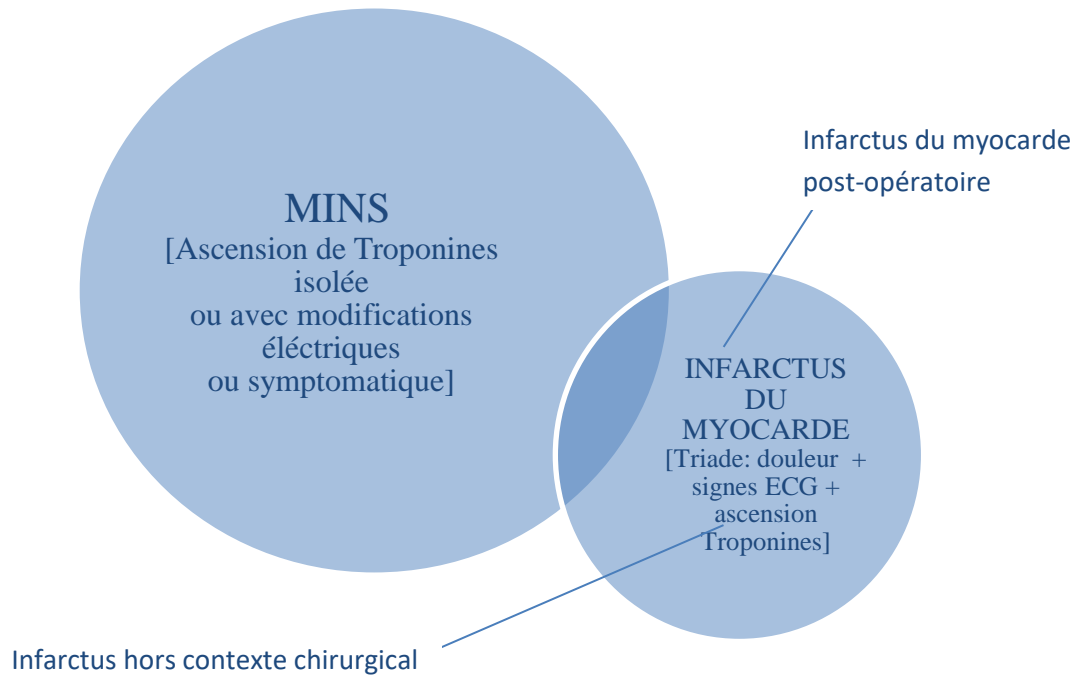 MINS
[Ascension de Troponines
isolée
ou avec modifications
éléctriques
ou symptomatique]
Infarctus du myocarde
post-opératoire
INFARCTUS
DU
MYOCARDE
[Triade: douleur +
signes ECG +
ascension
Troponines]
Infarctus hors contexte chirurgical